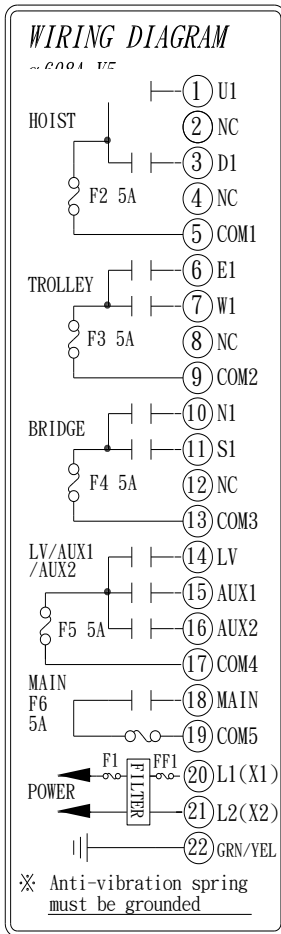 WIRING DIAGRAM
1 U1
HOIST
2 NC
3 D1
F2 5A
4 NC
5 COM1
6 E1
TROLLEY
7 W1
F3 5A
8 NC
9 COM2
10 N1
BRIDGE
11 S1
F4 5A
12 NC
13 COM3
LV/AUX1
/AUX2
14 LV
15 AUX1
F5 5A
16 AUX2
17 COM4
MAIN
F6
5A
18 MAIN
19 COM5
F1
FF1
20 L1(X1)
POWER
FILTER
21 L2(X2)
22 GRN/YEL
※ Anti-vibration spring
must be grounded